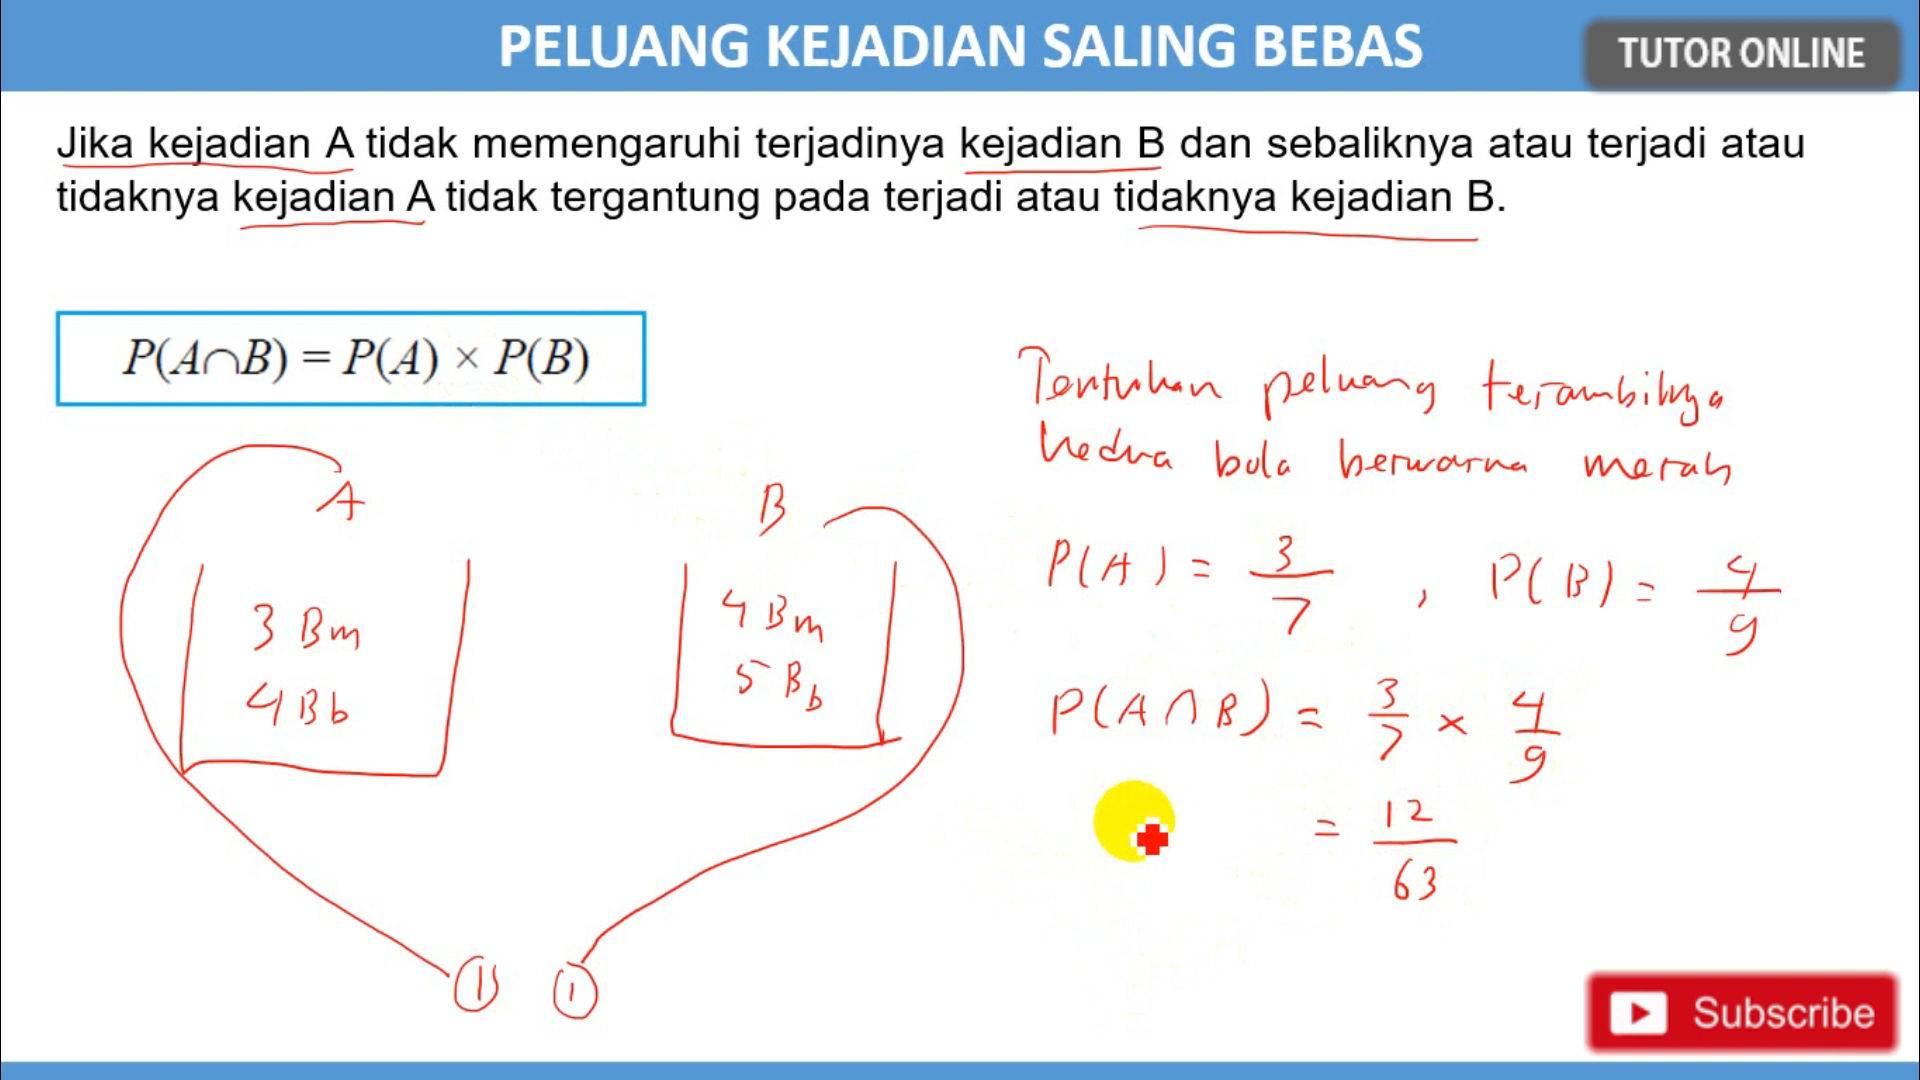 PELUANG KEJADIAN SALING BEBAS
TUTOR ONLINE
Jika kejadian A tidak memengaruhi terjadinya kejadian B dan sebaliknya atau terjadi atau
tidaknya kejadian A tidak tergantung pada terjadi atau tidaknya kejadian B.
P(A∩B) = P(A) × P(B)
Tentukan peluang terambilnya
kedua bola berwarna merah
A
3 Bm
4 Bb
B
4 Bm
5 Bb
P(A) = 3/7 , P(B) = 4/9
P(A∩B) = 3/7 × 4/9
= 12/63
1 1
Subscribe